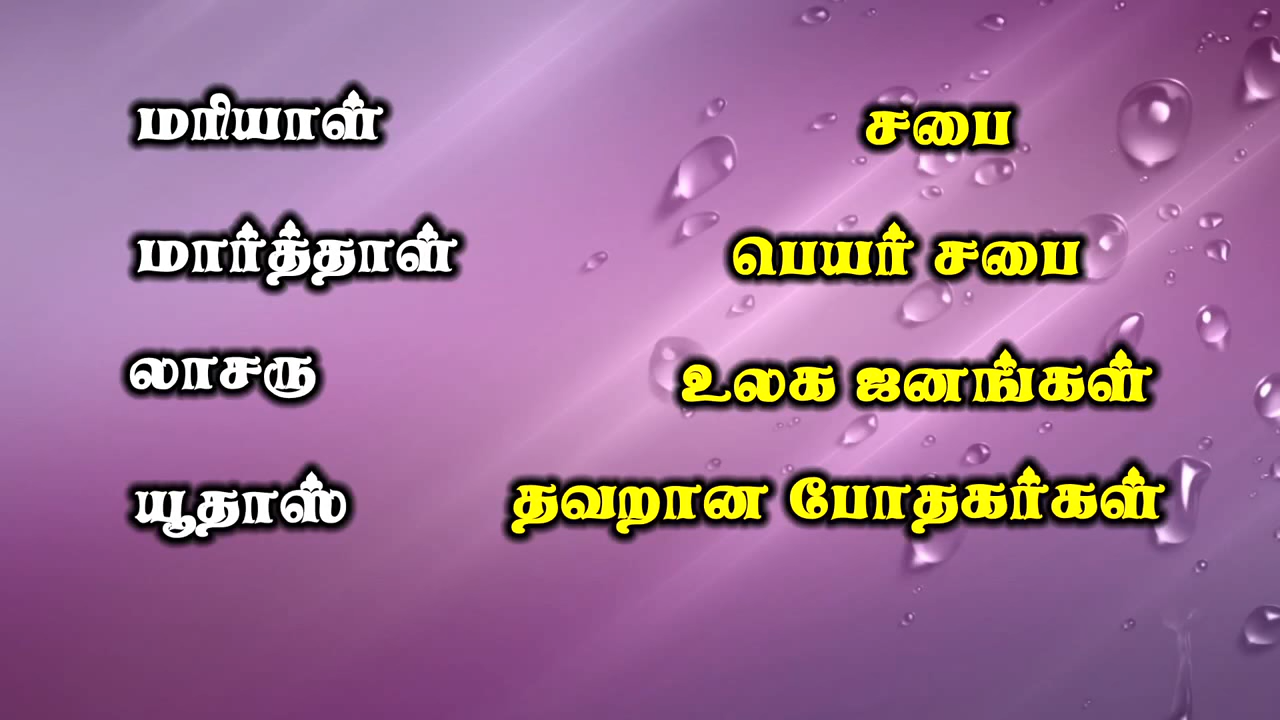 மரியாள் சபை
மார்த்தாள் பெயர் சபை
லாசரு உலக ஜனங்கள்
யூதாஸ் தவறான போதகர்கள்